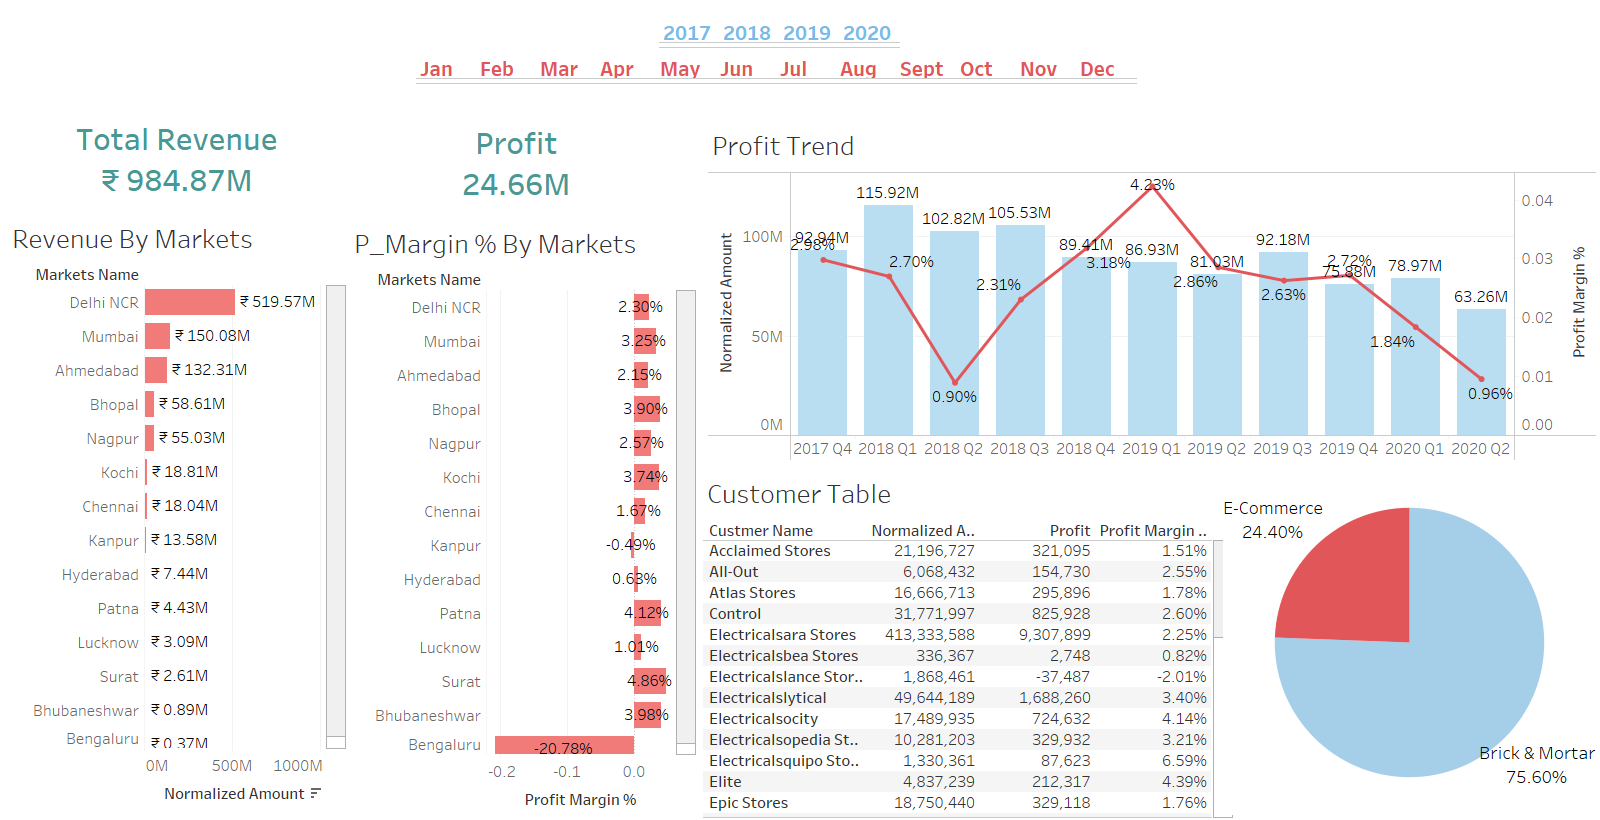 2017 2018 2019 2020
Jan Feb Mar Apr May Jun Jul Aug Sept Oct Nov Dec
Total Revenue
₹ 984.87M
Profit
24.66M
Revenue By Markets
Markets Name
Delhi NCR ₹ 519.57M
Mumbai ₹ 150.08M
Ahmedabad ₹ 132.31M
Bhopal ₹ 58.61M
Nagpur ₹ 55.03M
Kochi ₹ 18.81M
Chennai ₹ 18.04M
Kanpur ₹ 13.58M
Hyderabad ₹ 7.44M
Patna ₹ 4.43M
Lucknow ₹ 3.09M
Surat ₹ 2.61M
Bhubaneshwar ₹ 0.89M
Bengaluru ₹ 0.37M
0M 500M 1000M
Normalized Amount
P_Margin % By Markets
Markets Name
Delhi NCR 2.30%
Mumbai 3.25%
Ahmedabad 2.15%
Bhopal 3.90%
Nagpur 2.57%
Kochi 3.74%
Chennai 1.67%
Kanpur -0.49%
Hyderabad 0.63%
Patna 4.12%
Lucknow 1.01%
Surat 4.86%
Bhubaneshwar 3.98%
Bengaluru -20.78%
-0.2 -0.1 0.0
Profit Margin %
Profit Trend
Normalized Amount
100M
50M
0M
92.94M 115.92M 102.82M 105.53M 89.41M 86.93M 81.03M 92.18M 75.88M 78.97M 63.26M
2.98% 2.70% 0.90% 2.31% 3.18% 4.23% 2.86% 2.63% 2.72% 1.84% 0.96%
2017 Q4 2018 Q1 2018 Q2 2018 Q3 2018 Q4 2019 Q1 2019 Q2 2019 Q3 2019 Q4 2020 Q1 2020 Q2
0.04
0.03
0.02
0.01
0.00
Profit Margin %
Customer Table
Custmer Name Normalized A.. Profit Profit Margin ..
Acclaimed Stores 21,196,727 321,095 1.51%
All-Out 6,068,432 154,730 2.55%
Atlas Stores 16,666,713 295,896 1.78%
Control 31,771,997 825,928 2.60%
Electricalsara Stores 413,333,588 9,307,899 2.25%
Electricalsbea Stores 336,367 2,748 0.82%
Electricalslance Stor.. 1,868,461 -37,487 -2.01%
Electricalslytical 49,644,189 1,688,260 3.40%
Electricalsocity 17,489,935 724,632 4.14%
Electricalsopedia St.. 10,281,203 329,932 3.21%
Electricalsquipo Sto.. 1,330,361 87,623 6.59%
Elite 4,837,239 212,317 4.39%
Epic Stores 18,750,440 329,118 1.76%
E-Commerce
24.40%
Brick & Mortar
75.60%